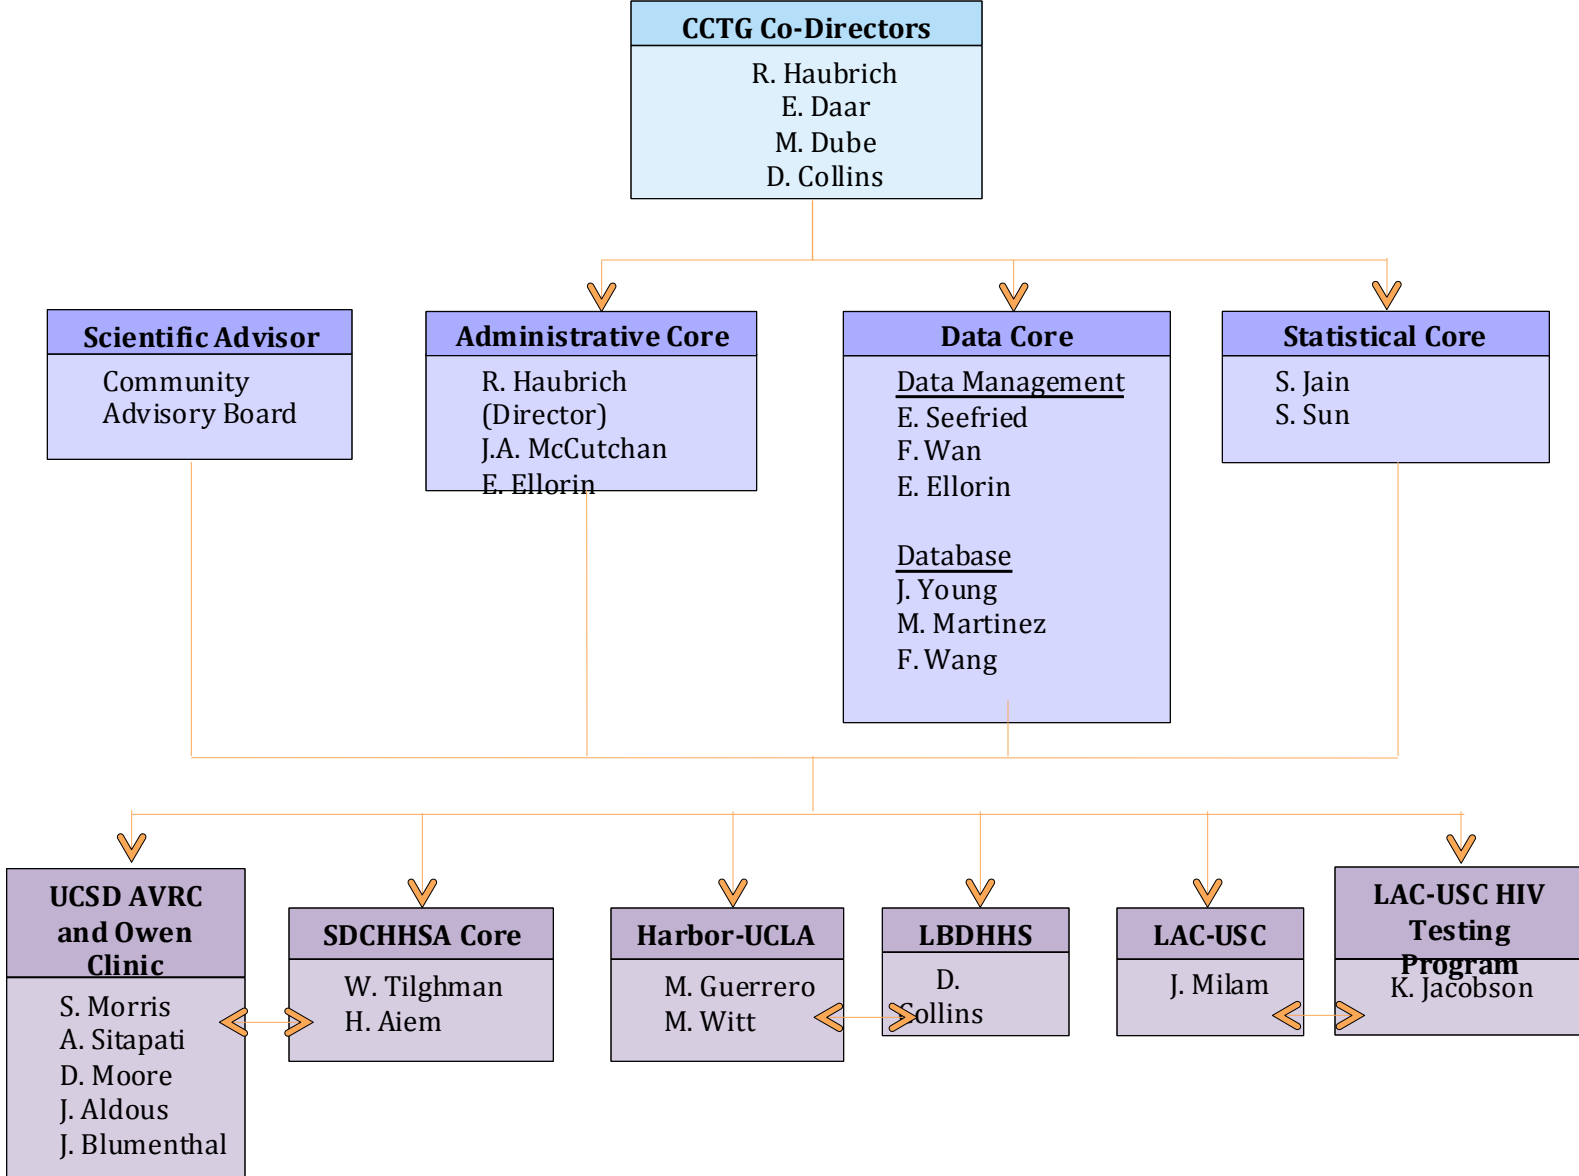 CCTG Co-Directors
R. Haubrich
E. Daar
M. Dube
D. Collins
Scientific Advisor
Community
Advisory Board
Administrative Core
R. Haubrich
(Director)
J.A. McCutchan
E. Ellorin
Data Core
Data Management
E. Seefried
F. Wan
E. Ellorin
Database
J. Young
M. Martinez
F. Wang
Statistical Core
S. Jain
S. Sun
UCSD AVRC
and Owen
Clinic
S. Morris
A. Sitapati
D. Moore
J. Aldous
J. Blumenthal
SDCHHSA Core
W. Tilghman
H. Aiem
Harbor-UCLA
M. Guerrero
M. Witt
LBDHHS
D.
Collins
LAC-USC
J. Milam
LAC-USC HIV
Testing
Program
K. Jacobson